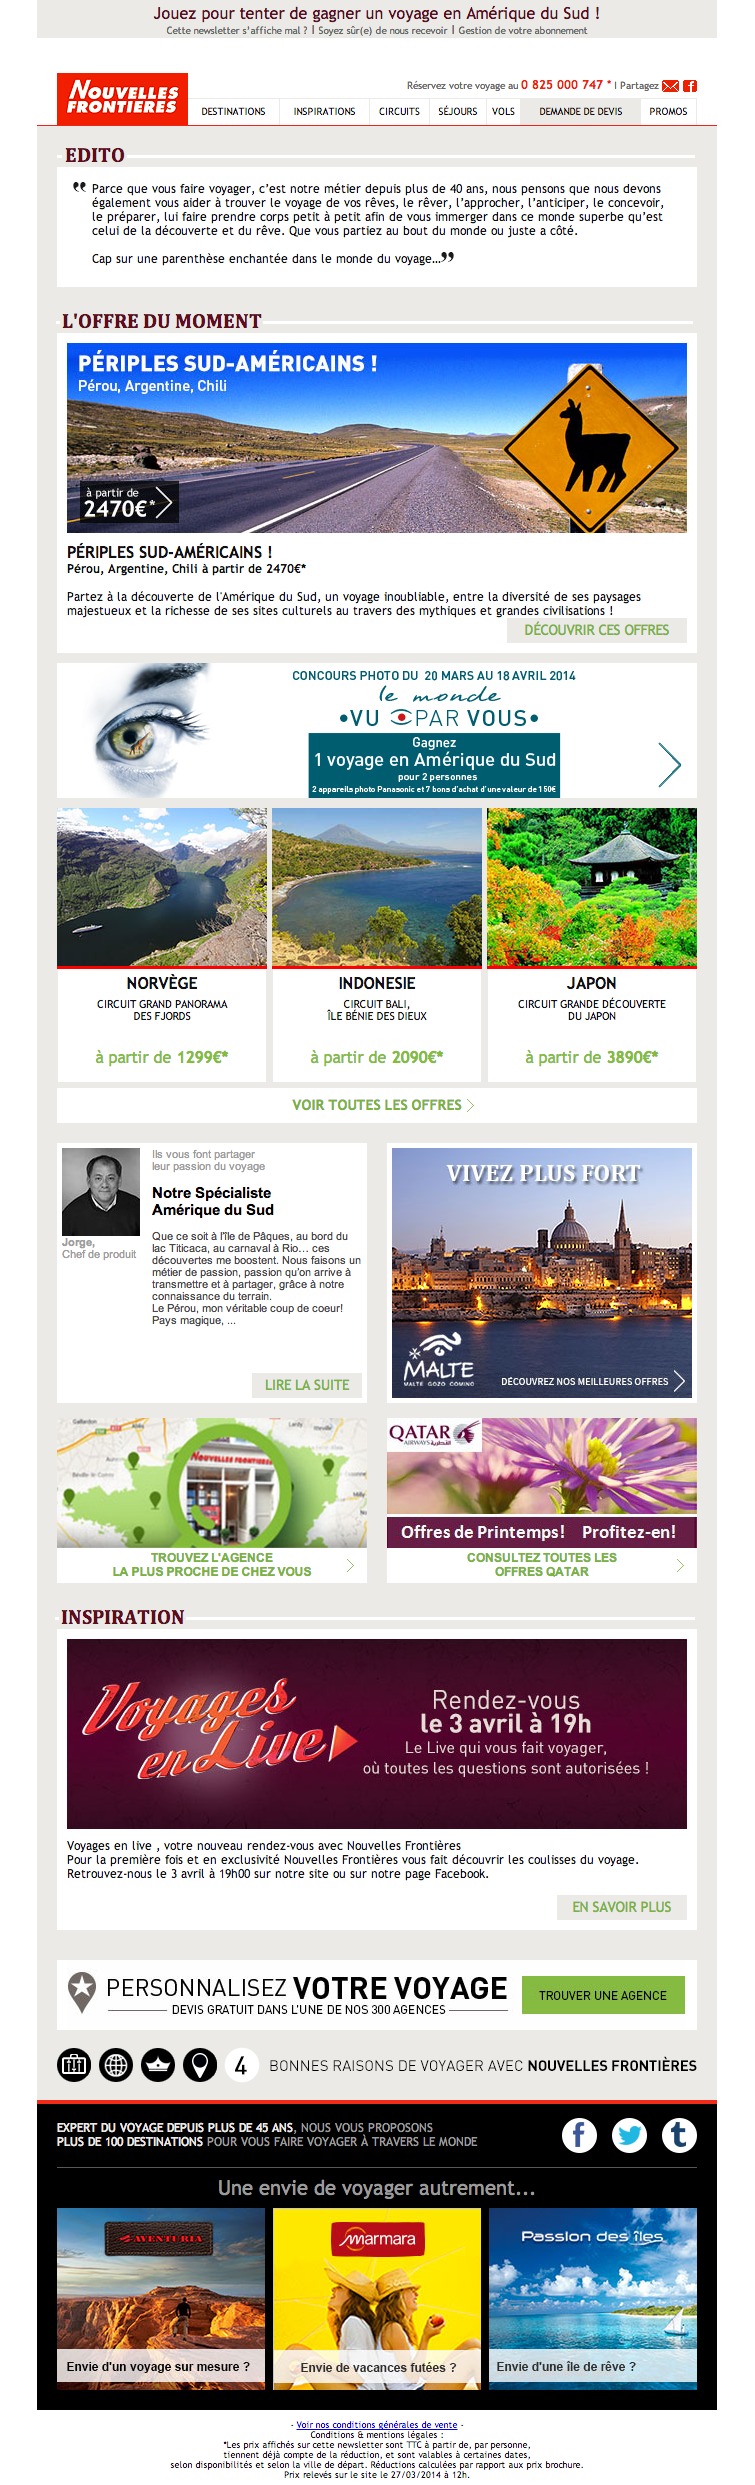 Jouez pour tenter de gagner un voyage en Amérique du Sud !
Cette newsletter s'affiche mal ? | Soyez sûr(e) de nous recevoir | Gestion de votre abonnement
NOUVELLES
FRONTIERES
Réservez votre voyage au 0 825 000 747 * | Partagez
DESTINATIONS INSPIRATIONS CIRCUITS SÉJOURS VOLS DEMANDE DE DEVIS PROMOS
EDITO
“ Parce que vous faire voyager, c’est notre métier depuis plus de 40 ans, nous pensons que nous devons
également vous aider à trouver le voyage de vos rêves, le rêver, l’approcher, l’anticiper, le concevoir,
le préparer, lui faire prendre corps petit à petit afin de vous immerger dans ce monde superbe qu’est
celui de la découverte et du rêve. Que vous partiez au bout du monde ou juste a côté.
Cap sur une parenthèse enchantée dans le monde du voyage...”
L'OFFRE DU MOMENT
PÉRIPLES SUD-AMÉRICAINS !
Pérou, Argentine, Chili
à partir de
2470€*
PÉRIPLES SUD-AMÉRICAINS !
Pérou, Argentine, Chili à partir de 2470€*
Partez à la découverte de l'Amérique du Sud, un voyage inoubliable, entre la diversité de ses paysages
majestueux et la richesse de ses sites culturels au travers des mythiques et grandes civilisations !
DÉCOUVRIR CES OFFRES
CONCOURS PHOTO DU 20 MARS AU 18 AVRIL 2014
le monde
•VU PAR VOUS•
Gagnez
1 voyage en Amérique du Sud
pour 2 personnes
2 appareils photo Panasonic et 7 bons d'achat d'une valeur de 150€
NORVÈGE
CIRCUIT GRAND PANORAMA
DES FJORDS
à partir de 1299€*
INDONESIE
CIRCUIT BALI,
ÎLE BÉNIE DES DIEUX
à partir de 2090€*
JAPON
CIRCUIT GRANDE DÉCOUVERTE
DU JAPON
à partir de 3890€*
VOIR TOUTES LES OFFRES
Ils vous font partager
leur passion du voyage
Notre Spécialiste
Amérique du Sud
Jorge,
Chef de produit
Que ce soit à l'île de Pâques, au bord du
lac Titicaca, au carnaval à Rio... ces
découvertes me boostent. Nous faisons un
métier de passion, passion qu'on arrive à
transmettre et à partager, grâce à notre
connaissance du terrain.
Le Pérou, mon véritable coup de coeur!
Pays magique, ...
LIRE LA SUITE
VIVEZ PLUS FORT
MALTE
MALTE GOZO COMINO
DÉCOUVREZ NOS MEILLEURES OFFRES
NOUVELLES FRONTIERES
TROUVEZ L'AGENCE
LA PLUS PROCHE DE CHEZ VOUS
QATAR
AIRWAYS القطرية
Offres de Printemps! Profitez-en!
CONSULTEZ TOUTES LES
OFFRES QATAR
INSPIRATION
Voyages
en Live
Rendez-vous
le 3 avril à 19h
Le Live qui vous fait voyager,
où toutes les questions sont autorisées !
Voyages en live , votre nouveau rendez-vous avec Nouvelles Frontières
Pour la première fois et en exclusivité Nouvelles Frontières vous fait découvrir les coulisses du voyage.
Retrouvez-nous le 3 avril à 19h00 sur notre site ou sur notre page Facebook.
EN SAVOIR PLUS
PERSONNALISEZ VOTRE VOYAGE
DEVIS GRATUIT DANS L'UNE DE NOS 300 AGENCES
TROUVER UNE AGENCE
4 BONNES RAISONS DE VOYAGER AVEC NOUVELLES FRONTIÈRES
EXPERT DU VOYAGE DEPUIS PLUS DE 45 ANS, NOUS VOUS PROPOSONS
PLUS DE 100 DESTINATIONS POUR VOUS FAIRE VOYAGER À TRAVERS LE MONDE
Une envie de voyager autrement...
AVENTURIA
Envie d'un voyage sur mesure ?
marmara
Envie de vacances futées ?
Passion des îles
Envie d'une île de rêve ?
- Voir nos conditions générales de vente -
Conditions & mentions légales :
*Les prix affichés sur cette newsletter sont TTC à partir de, par personne,
tiennent déjà compte de la réduction, et sont valables à certaines dates,
selon disponibilités et selon la ville de départ. Réductions calculées par rapport aux prix brochure.
Prix relevés sur le site le 27/03/2014 à 12h.